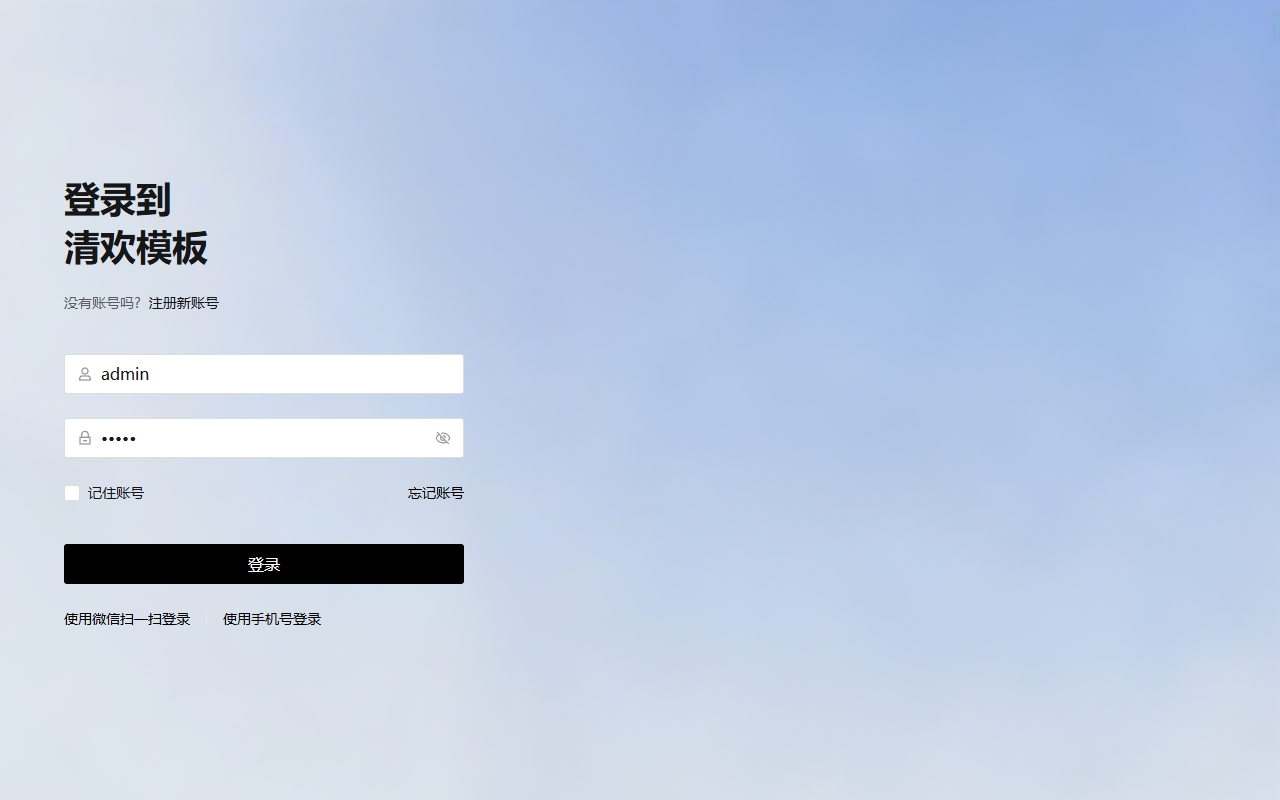 登录到
清欢模板
没有账号吗? 注册新账号
admin
•••••
记住账号
忘记账号
登录
使用微信扫一扫登录
使用手机号登录